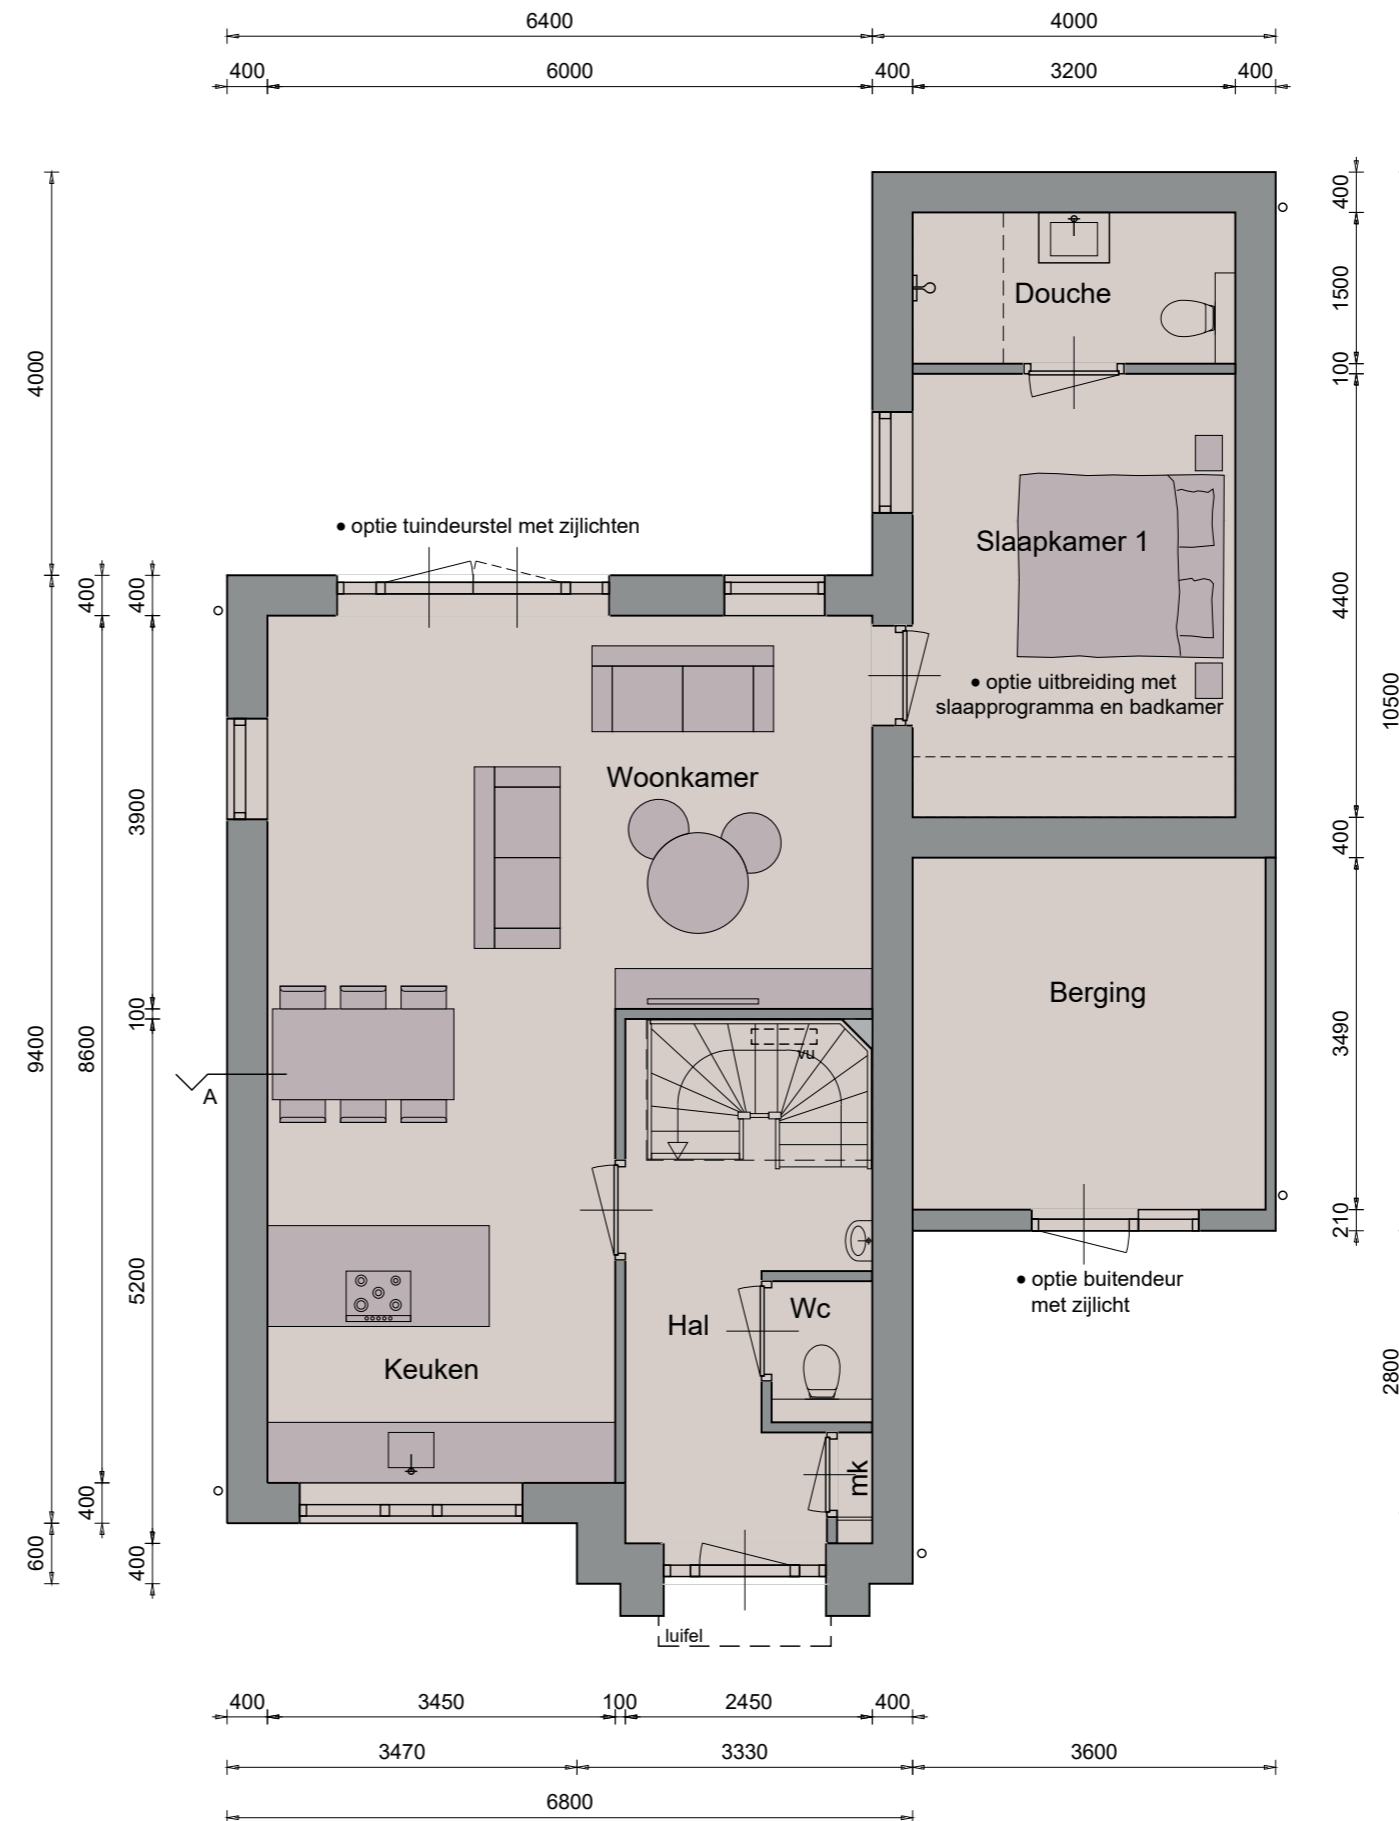 6400
4000
400
6000
400
3200
400
400
1500
100
4400
400
3490
210
10500
2800
4000
9400
600
400
8600
400
400
3900
100
5200
400
Douche
Slaapkamer 1
• optie tuindeurstel met zijlichten
• optie uitbreiding met
slaapprogramma en badkamer
Woonkamer
Berging
vu
A
• optie buitendeur
met zijlicht
Wc
Hal
Keuken
mk
luifel
400
3450
100
2450
400
3470
3330
3600
6800